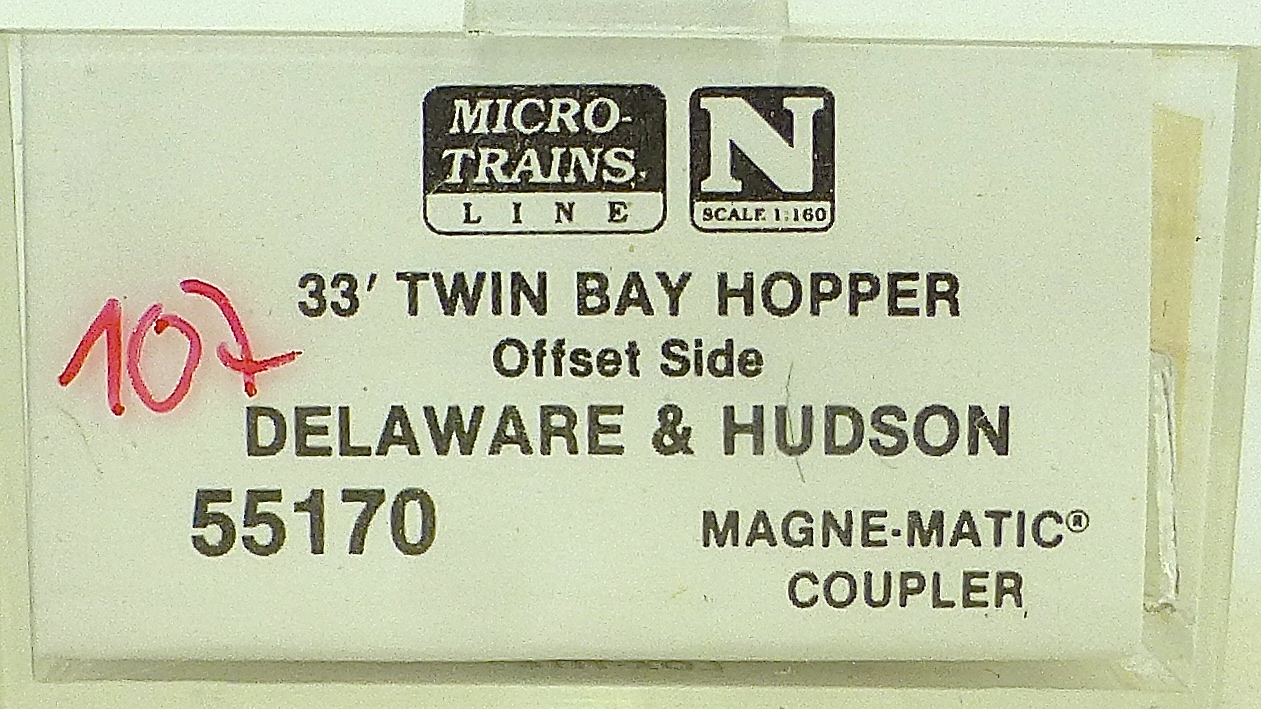 MICRO-
TRAINS
LINE
N
SCALE 1:160
33' TWIN BAY HOPPER
107
Offset Side
DELAWARE & HUDSON
55170
MAGNE-MATIC®
COUPLER